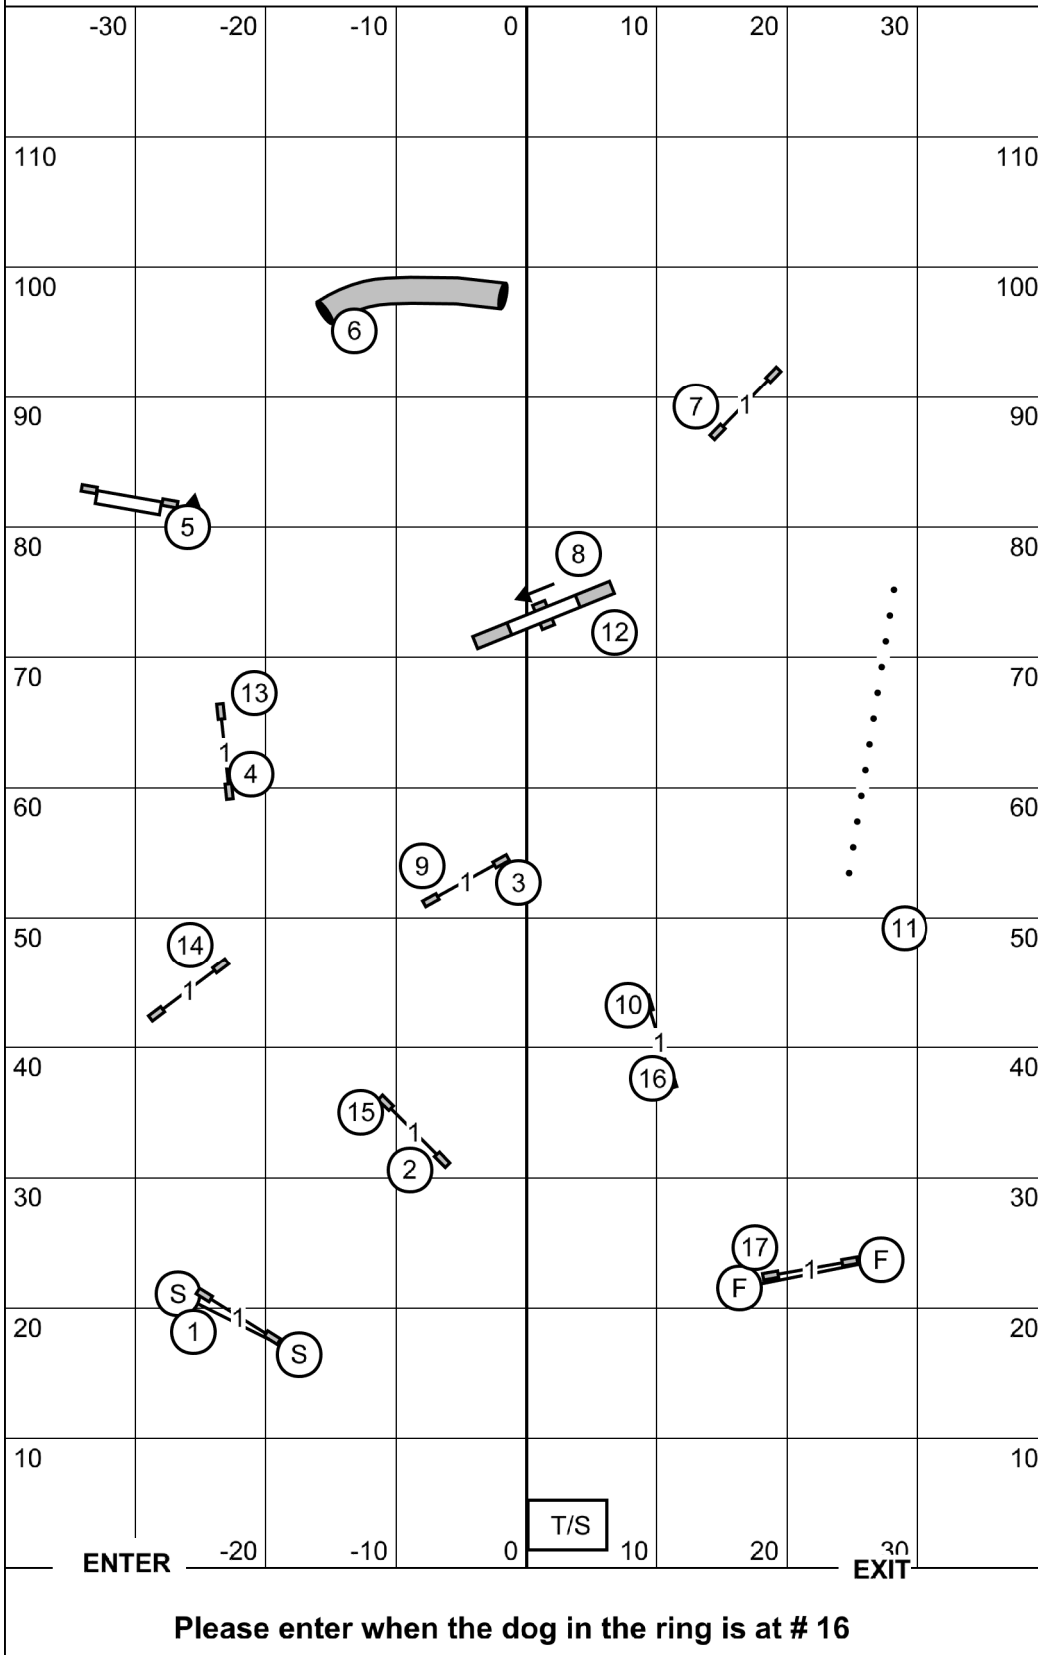 -30 -20 -10 0 10 20 30
110 110
100 100
6
90 7 1 90
5
80 80
8
12
70 70
13
1
4
60 60
9 1 3
11
50 50
14
1
10
1
40 16 40
15 1
2
30 30
17 1 F
F
S 1
20 1 20
S
10 10
T/S
-20 -10 0 10 20 30
ENTER EXIT
Please enter when the dog in the ring is at # 16